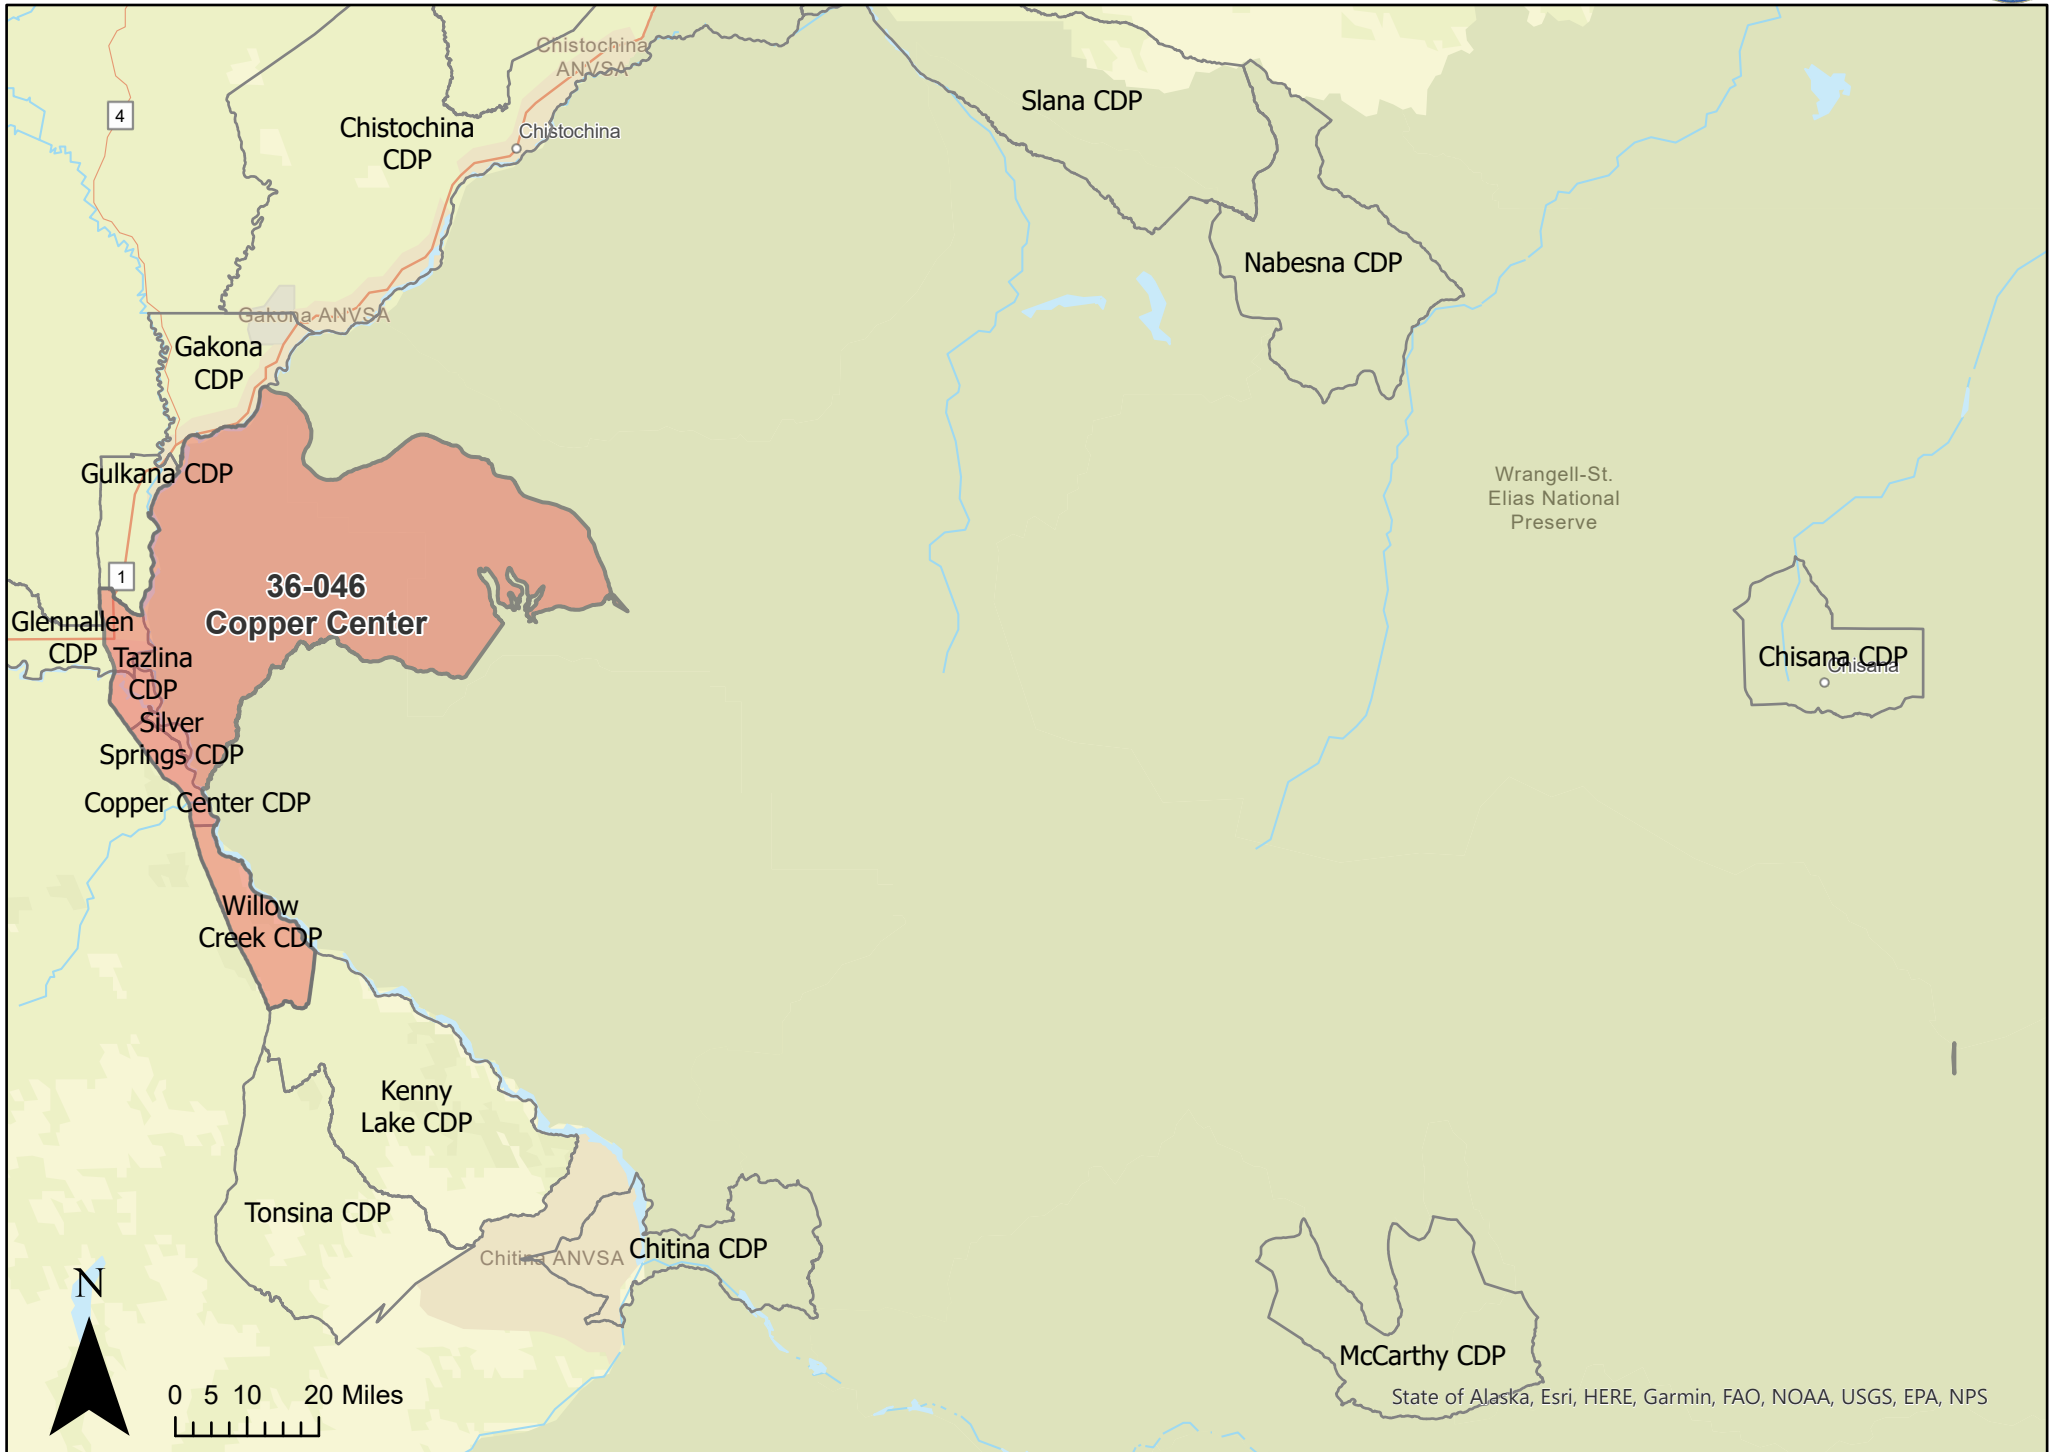 Chistochina
ANVSA
Slana CDP
4
Chistochina
CDP
Chistochina
Nabesna CDP
Gakona ANVSA
Gakona
CDP
Gulkana CDP
Wrangell-St.
Elias National
Preserve
1
36-046
Copper Center
Glennallen
CDP
Tazlina
CDP
Chisana CDP
Chisana
Silver
Springs CDP
Copper Center CDP
Willow
Creek CDP
Kenny
Lake CDP
Tonsina CDP
Chitina ANVSA
Chitina CDP
N
McCarthy CDP
0 5 10 20 Miles
State of Alaska, Esri, HERE, Garmin, FAO, NOAA, USGS, EPA, NPS